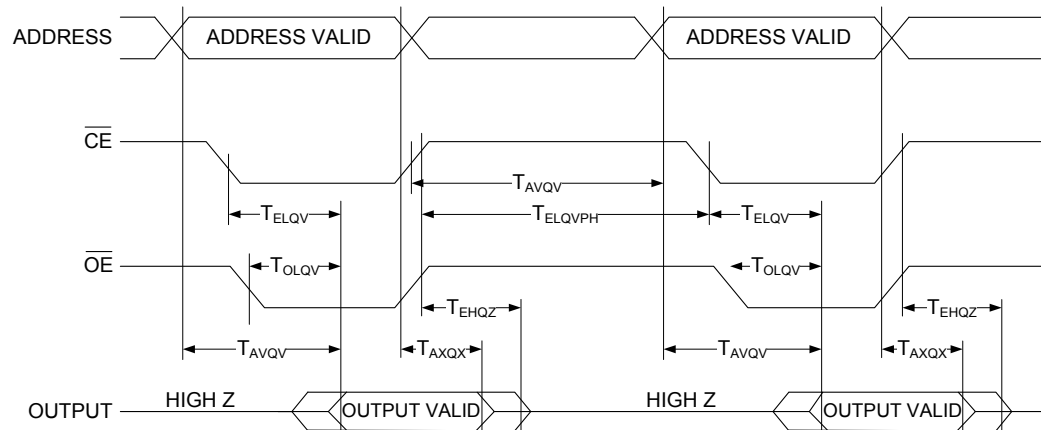 ADDRESS ADDRESS VALID ADDRESS VALID
CE
TAVQV
TELQV TELQVPH TELQV
OE TOLQV TOLQV
TEHQZ TEHQZ
TAVQV TAXQX TAVQV TAXQX
OUTPUT HIGH Z OUTPUT VALID HIGH Z OUTPUT VALID